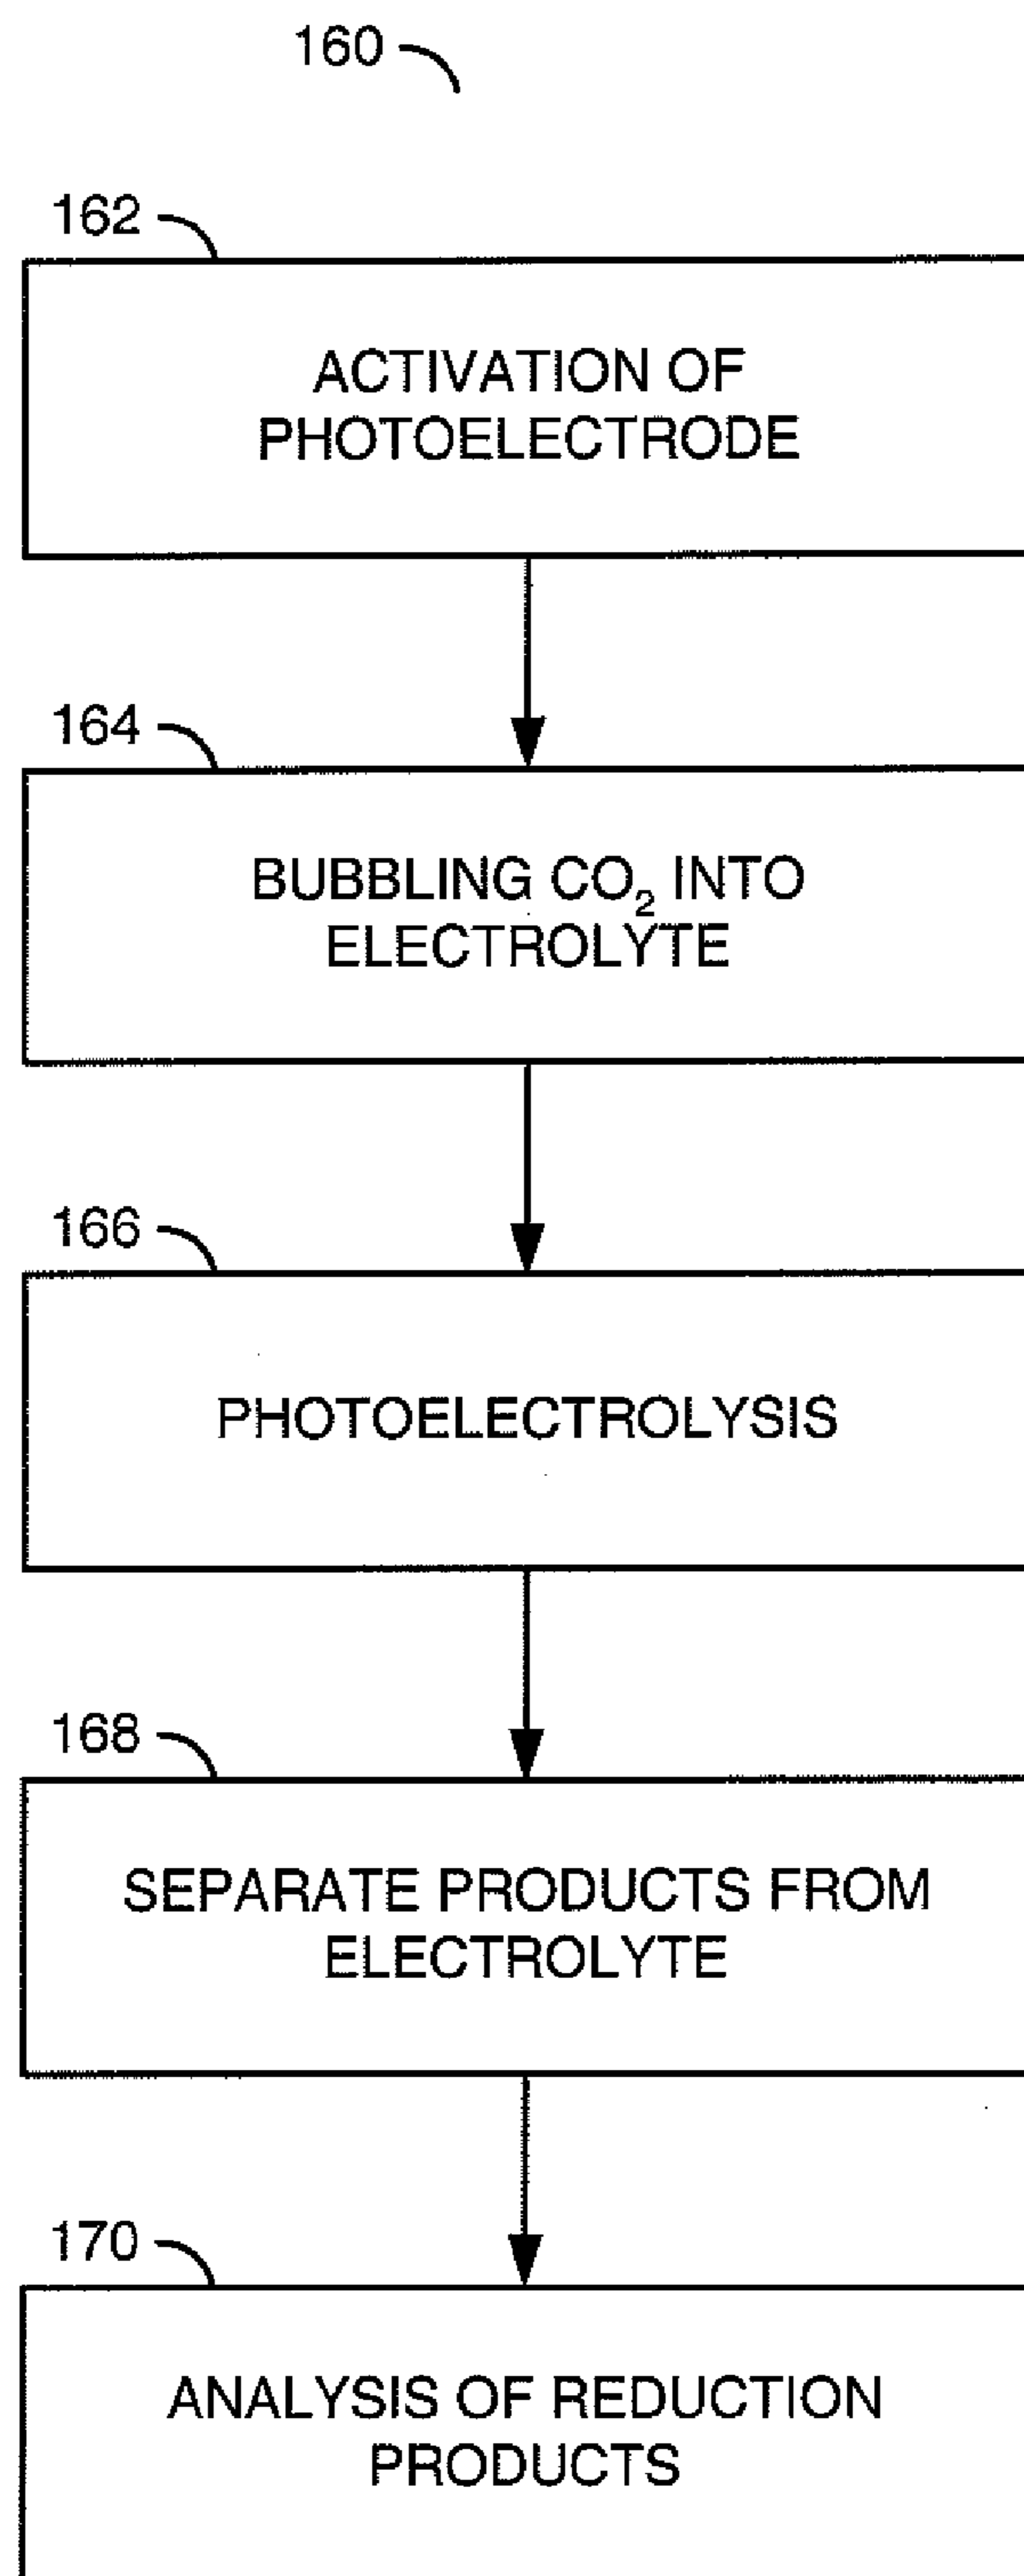 160
162
ACTIVATION OF
PHOTOELECTRODE
164
BUBBLING CO₂ INTO
ELECTROLYTE
166
PHOTOELECTROLYSIS
168
SEPARATE PRODUCTS FROM
ELECTROLYTE
170
ANALYSIS OF REDUCTION
PRODUCTS